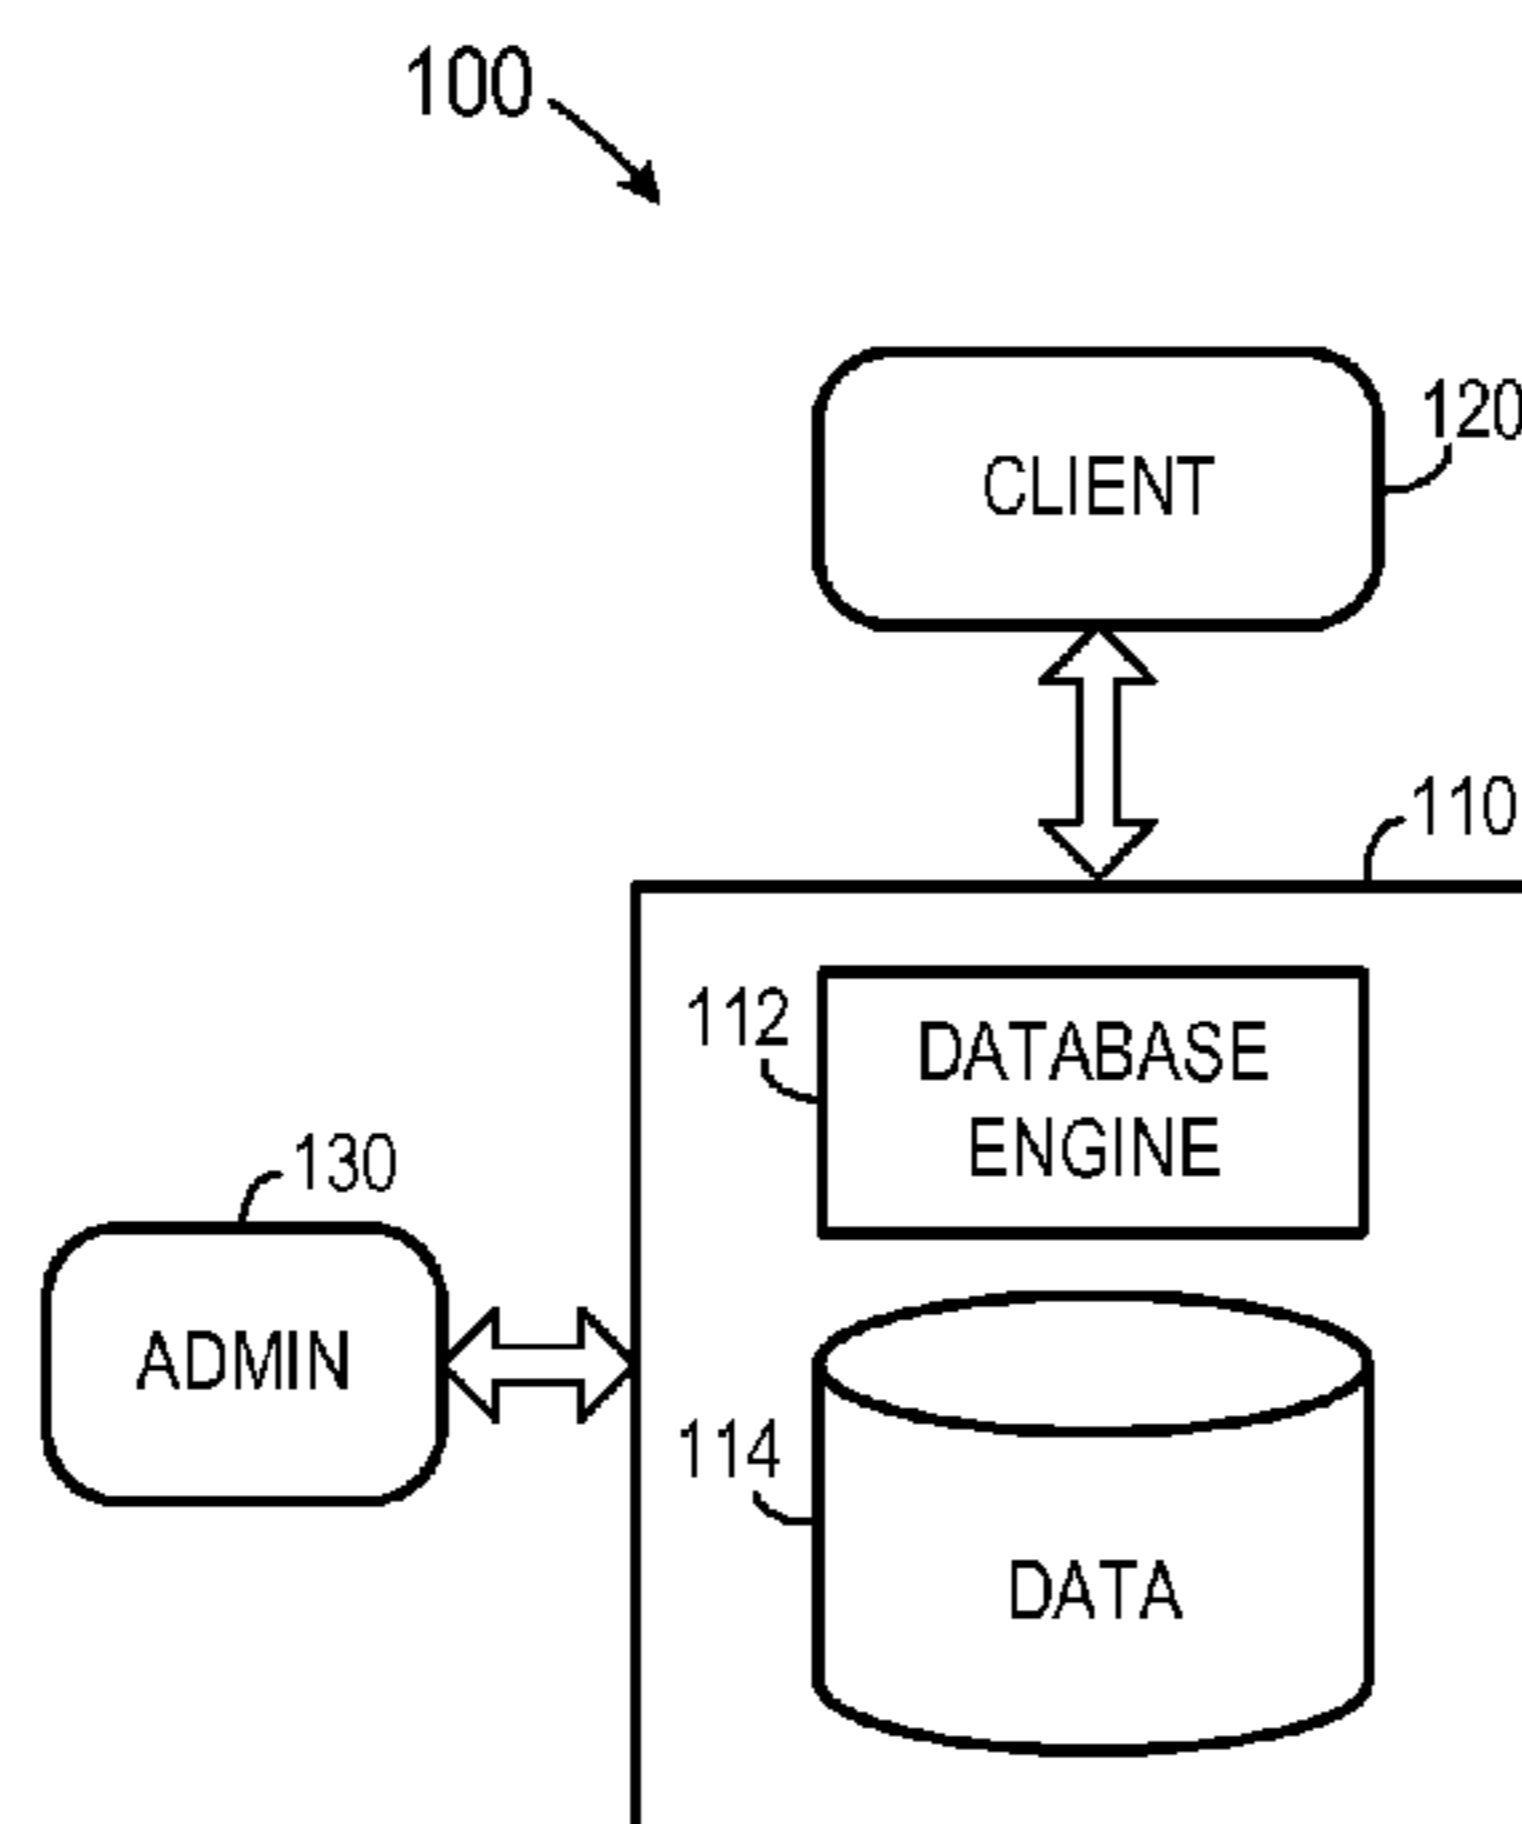 100
120
CLIENT
110
112
DATABASE
ENGINE
130
ADMIN
114
DATA